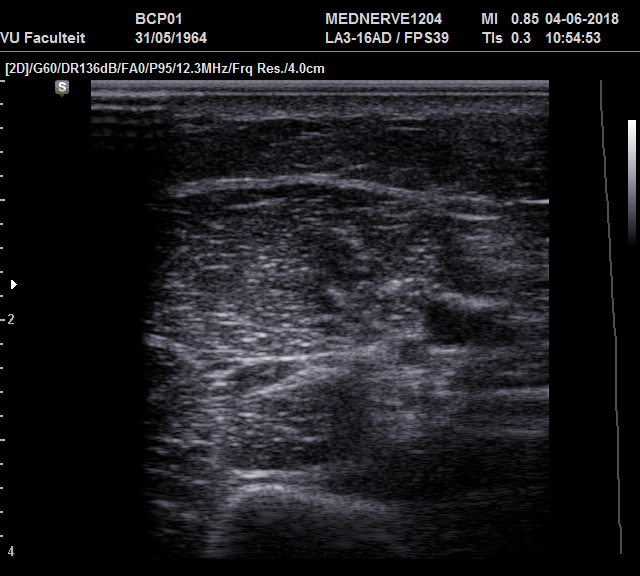 BCP01 MEDNERVE1204 MI 0.85 04-06-2018
VU Faculteit 31/05/1964 LA3-16AD / FPS39 TIs 0.3 10:54:53
[2D]/G60/DR136dB/FA0/P95/12.3MHz/Frq Res./4.0cm
S
2
4